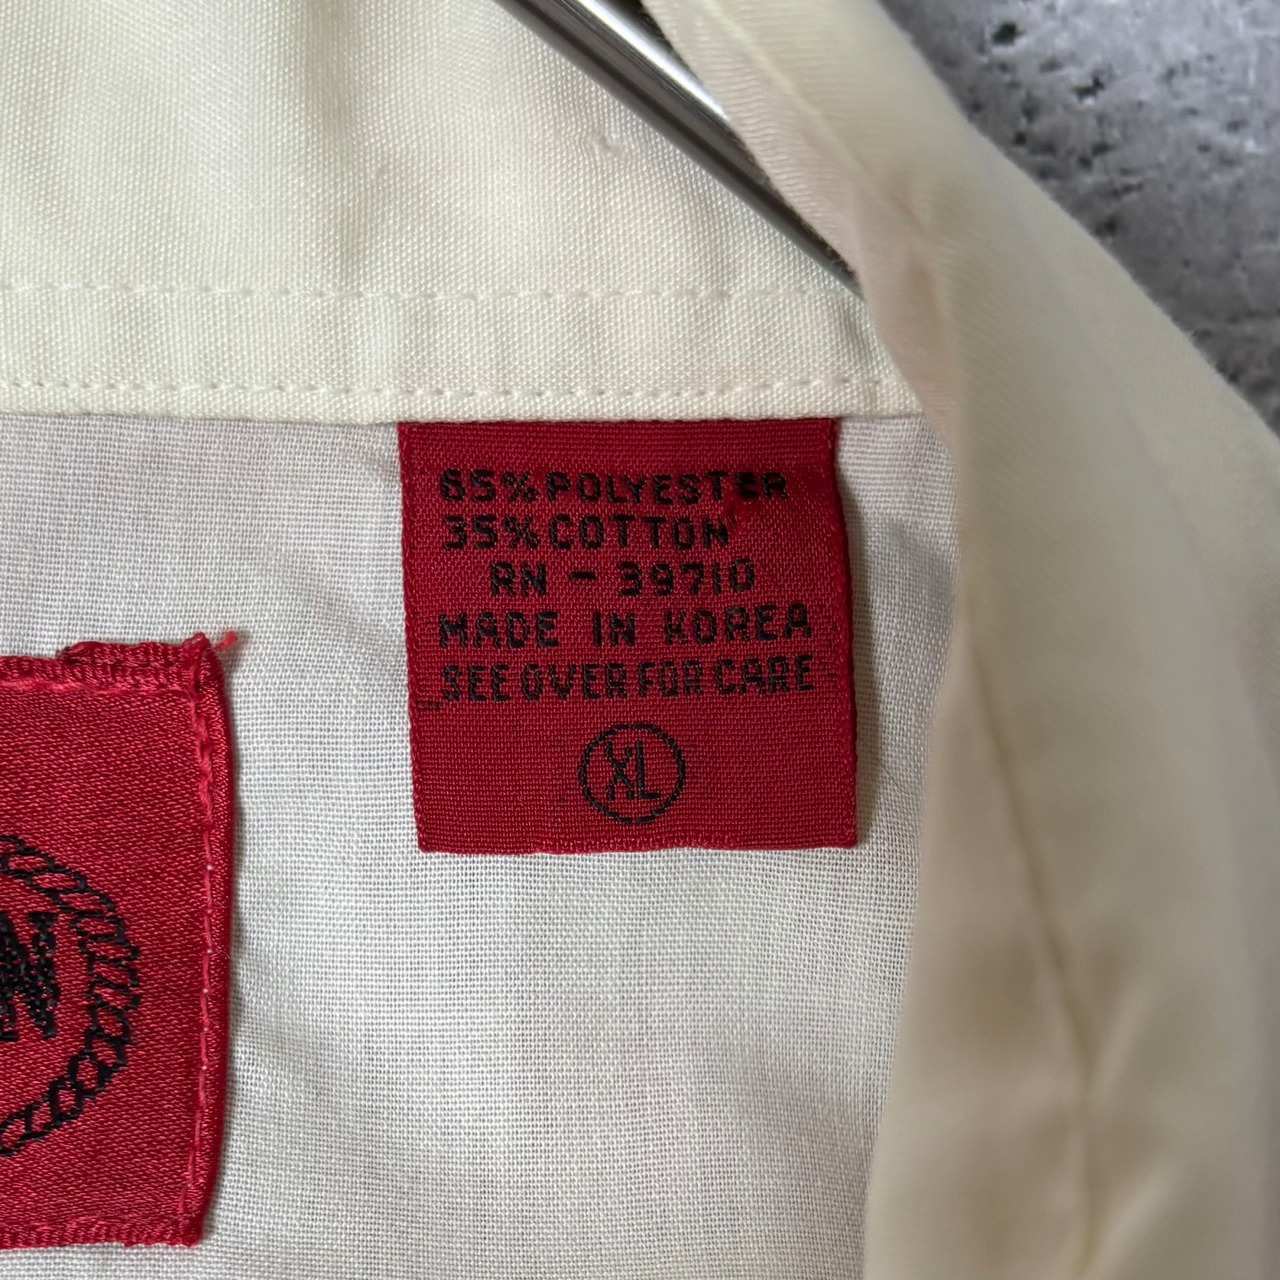 65% POLYESTER
35% COTTON
RN - 39710
MADE IN KOREA
SEE OVER FOR CARE
XL